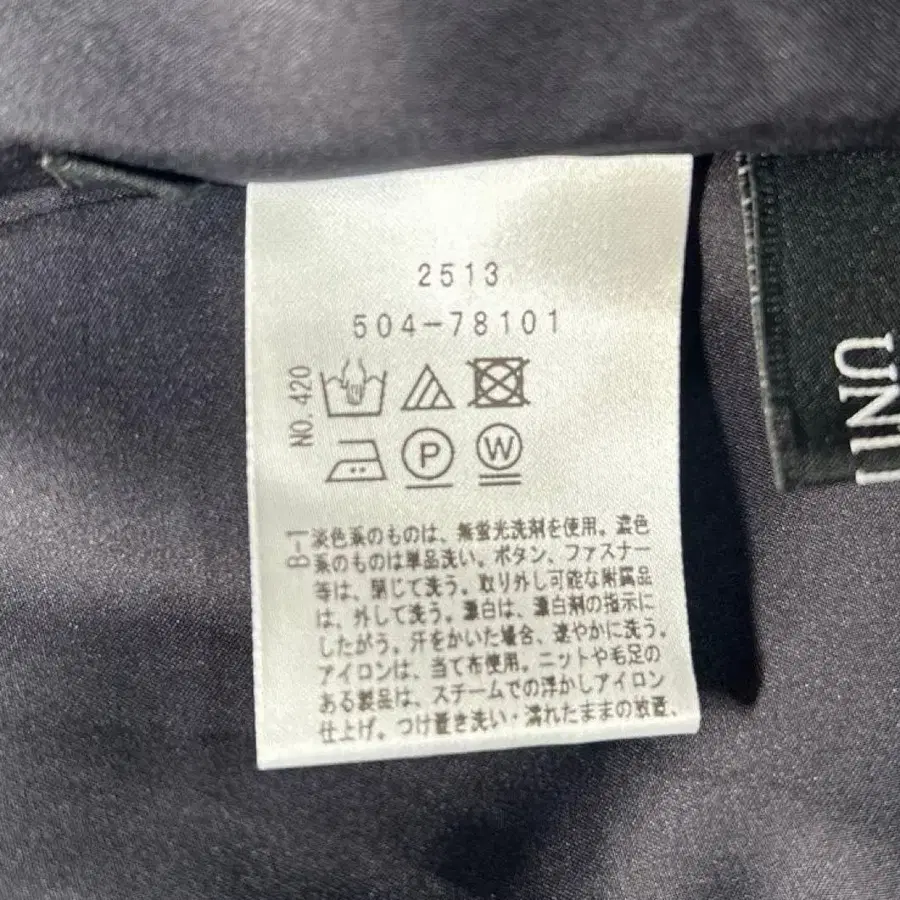 2513
504-78101
NO.420
P
W
B-1
淡色系のものは、無蛍光洗剤を使用。濃色
系のものは単品洗い。ボタン、ファスナー
等は、閉じて洗う。取り外し可能な附属品
は、外して洗う。漂白は、漂白剤の指示に
したがう。汗をかいた場合、速やかに洗う。
アイロンは、当て布使用。ニットや毛足の
ある製品は、スチームでの浮かしアイロン
仕上げ。つけ置き洗い・濡れたままの放置、
UNIT